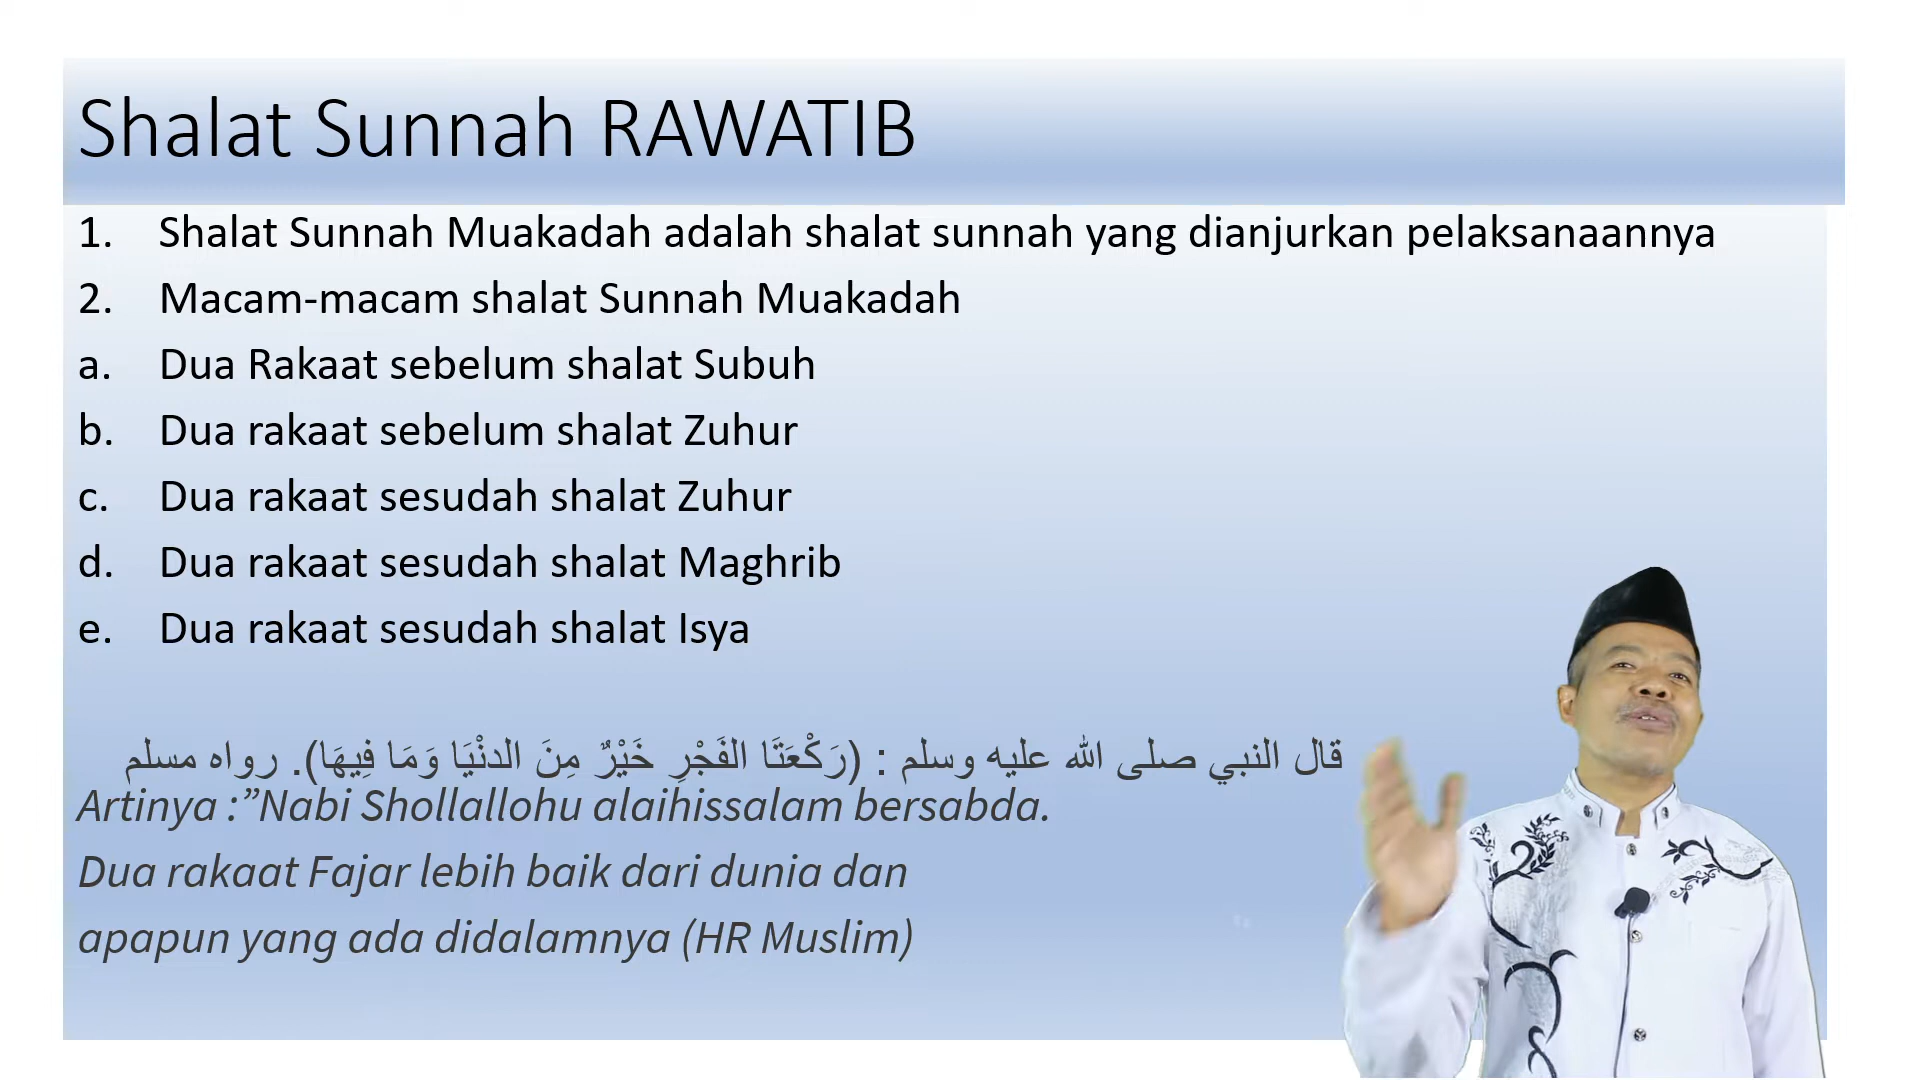 Shalat Sunnah RAWATIB
1. Shalat Sunnah Muakadah adalah shalat sunnah yang dianjurkan pelaksanaannya
2. Macam-macam shalat Sunnah Muakadah
a. Dua Rakaat sebelum shalat Subuh
b. Dua rakaat sebelum shalat Zuhur
c. Dua rakaat sesudah shalat Zuhur
d. Dua rakaat sesudah shalat Maghrib
e. Dua rakaat sesudah shalat Isya
قال النبي صلى الله عليه وسلم : (رَكْعَتَا الفَجْرِ خَيْرٌ مِنَ الدنْيَا وَمَا فِيهَا). رواه مسلم
Artinya :”Nabi Shollallohu alaihissalam bersabda.
Dua rakaat Fajar lebih baik dari dunia dan
apapun yang ada didalamnya (HR Muslim)